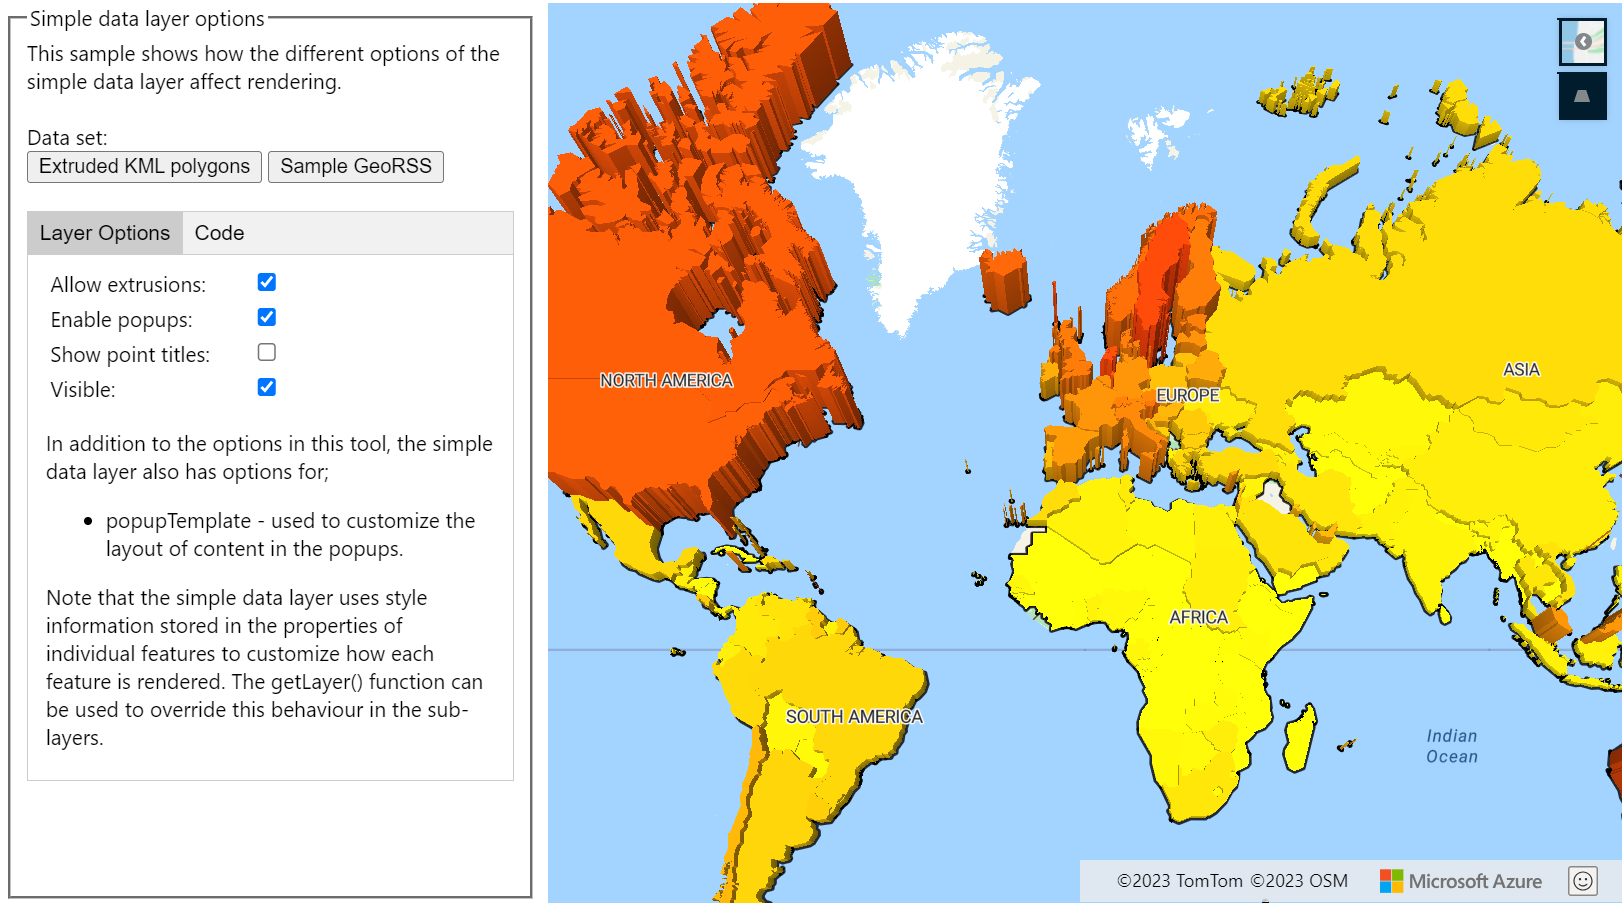 Simple data layer options
This sample shows how the different options of the
simple data layer affect rendering.
Data set:
Extruded KML polygons
Sample GeoRSS
Layer Options
Code
Allow extrusions:
Enable popups:
Show point titles:
Visible:
In addition to the options in this tool, the simple
data layer also has options for;
• popupTemplate - used to customize the
layout of content in the popups.
Note that the simple data layer uses style
information stored in the properties of
individual features to customize how each
feature is rendered. The getLayer() function can
be used to override this behaviour in the sub-
layers.
NORTH AMERICA
EUROPE
ASIA
AFRICA
SOUTH AMERICA
Indian
Ocean
©2023 TomTom ©2023 OSM
Microsoft Azure